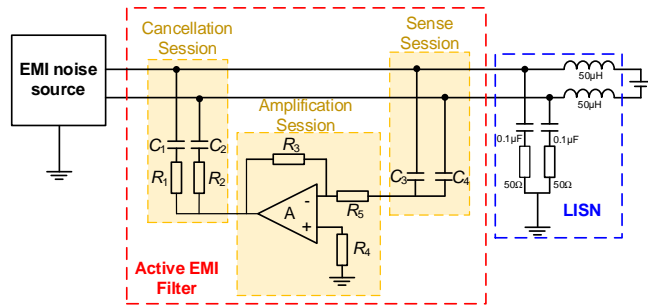 Cancellation
Session
Sense
Session
EMI noise
source
50μH
50μH
Amplification
Session
0.1μF
0.1μF
C1
C2
R3
C3
C4
R1
R2
A
-
+
R5
R4
50Ω
50Ω
LISN
Active EMI
Filter